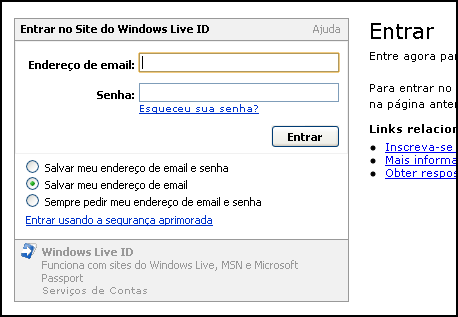 Entrar no Site do Windows Live ID
Ajuda
Endereço de email:
Senha:
Esqueceu sua senha?
Entrar
Salvar meu endereço de email e senha
Salvar meu endereço de email
Sempre pedir meu endereço de email e senha
Entrar usando a segurança aprimorada
Windows Live ID
Funciona com sites do Windows Live, MSN e Microsoft
Passport
Serviços de Contas
Entrar
Entre agora par
Para entrar no
na página anter
Links relacior
Inscreva-se
Mais informa
Obter respos